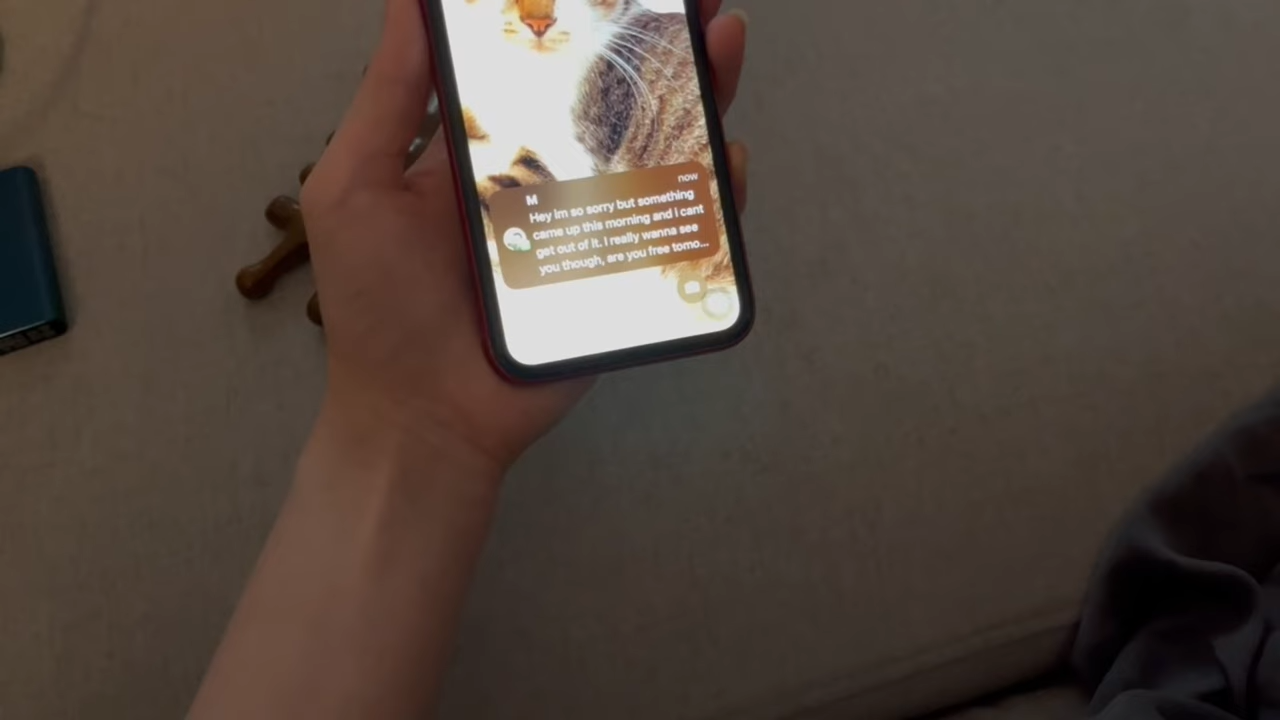 M
now
Hey im so sorry but something
came up this morning and i cant
get out of it. I really wanna see
you though, are you free tomo...